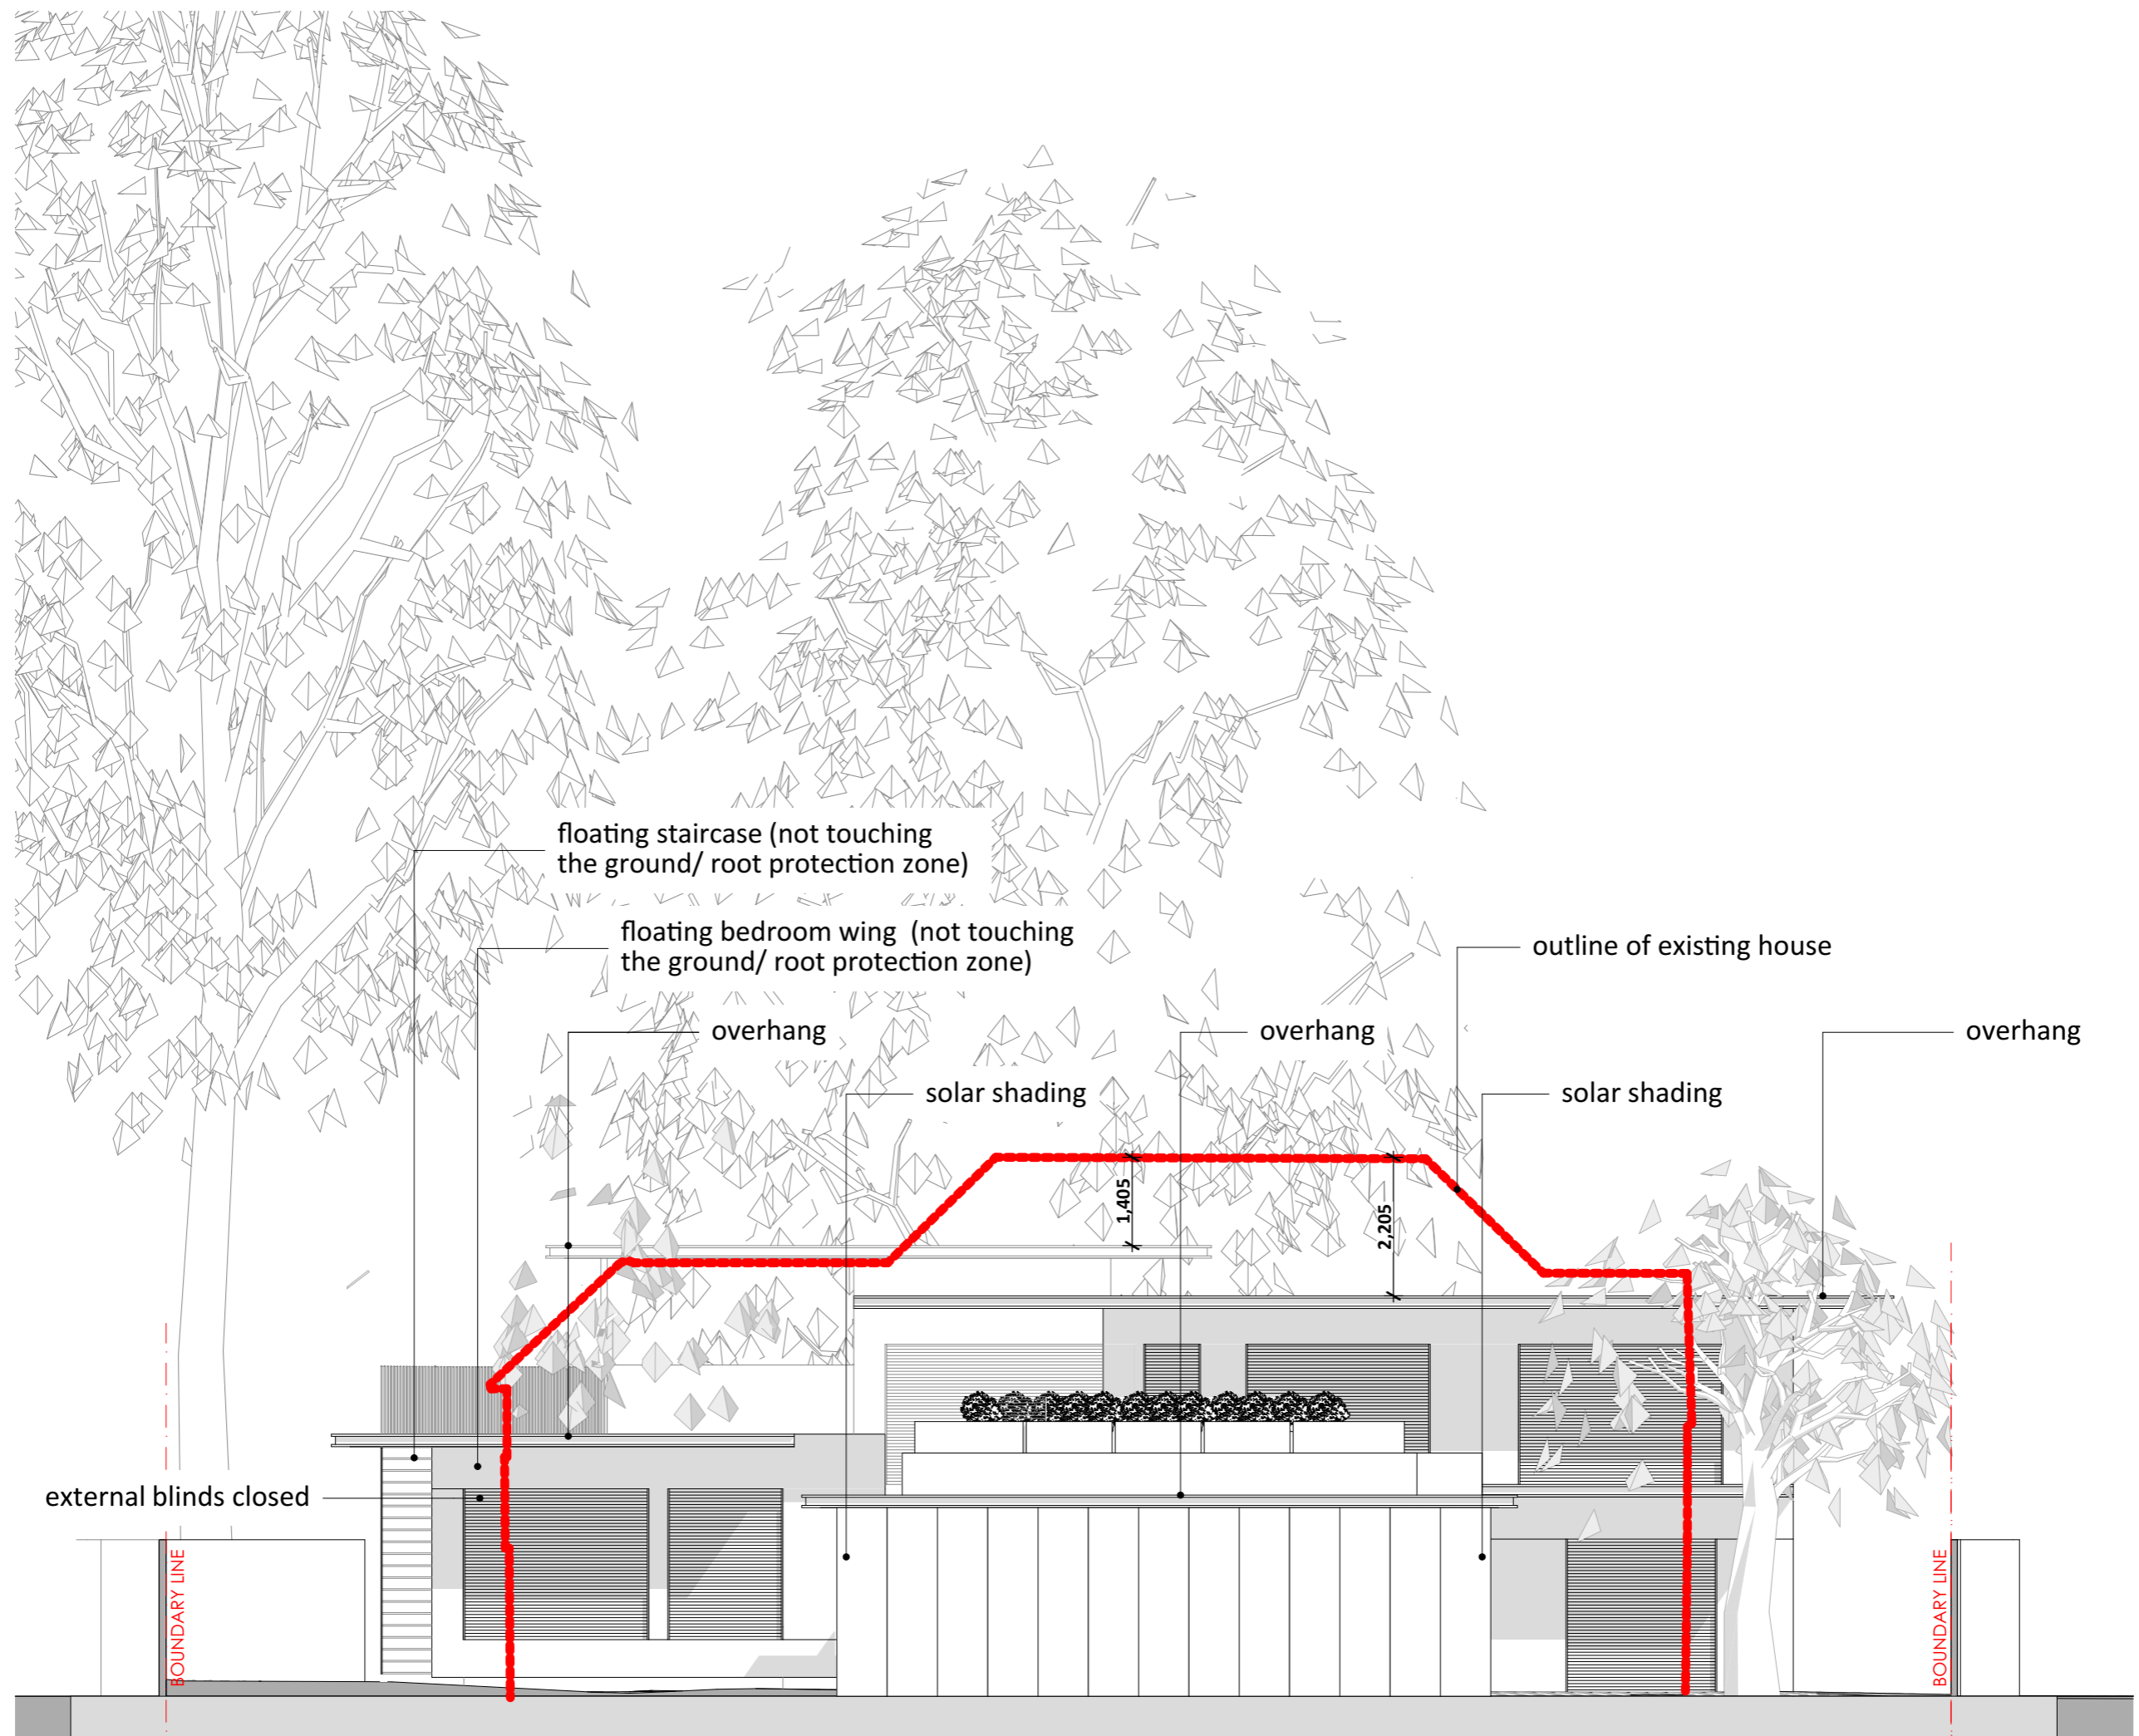 floating staircase (not touching
the ground/ root protection zone)
floating bedroom wing (not touching
the ground/ root protection zone)
outline of existing house
overhang
overhang
overhang
solar shading
solar shading
1,405
2,205
external blinds closed
BOUNDARY LINE
BOUNDARY LINE